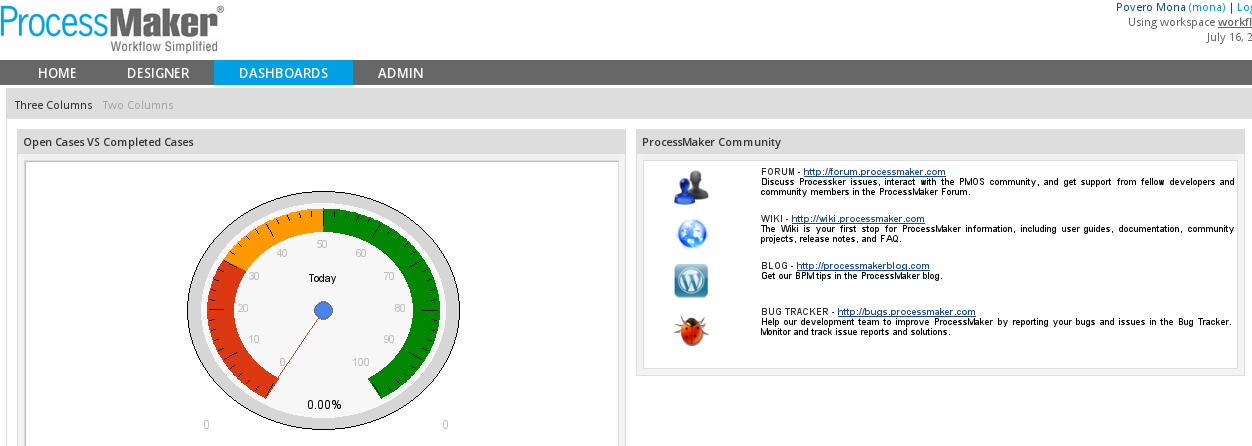 ProcessMaker®
Workflow Simplified
Povero Mona (mona) | Lo
Using workspace workfl
July 16, 2
HOME DESIGNER DASHBOARDS ADMIN
Three Columns Two Columns
Open Cases VS Completed Cases
50
40 60
30 Today 70
20 80
10 90
0 100
0.00%
0 0
ProcessMaker Community
FORUM - http://forum.processmaker.com
Discuss Processker issues, interact with the PMOS community, and get support from fellow developers and
community members in the ProcessMaker Forum.
WIKI - http://wiki.processmaker.com
The Wiki is your first stop for ProcessMaker information, including user guides, documentation, community
projects, release notes, and FAQ.
BLOG - http://processmakerblog.com
Get our BPM tips in the ProcessMaker blog.
BUG TRACKER - http://bugs.processmaker.com
Help our development team to improve ProcessMaker by reporting your bugs and issues in the Bug Tracker.
Monitor and track issue reports and solutions.